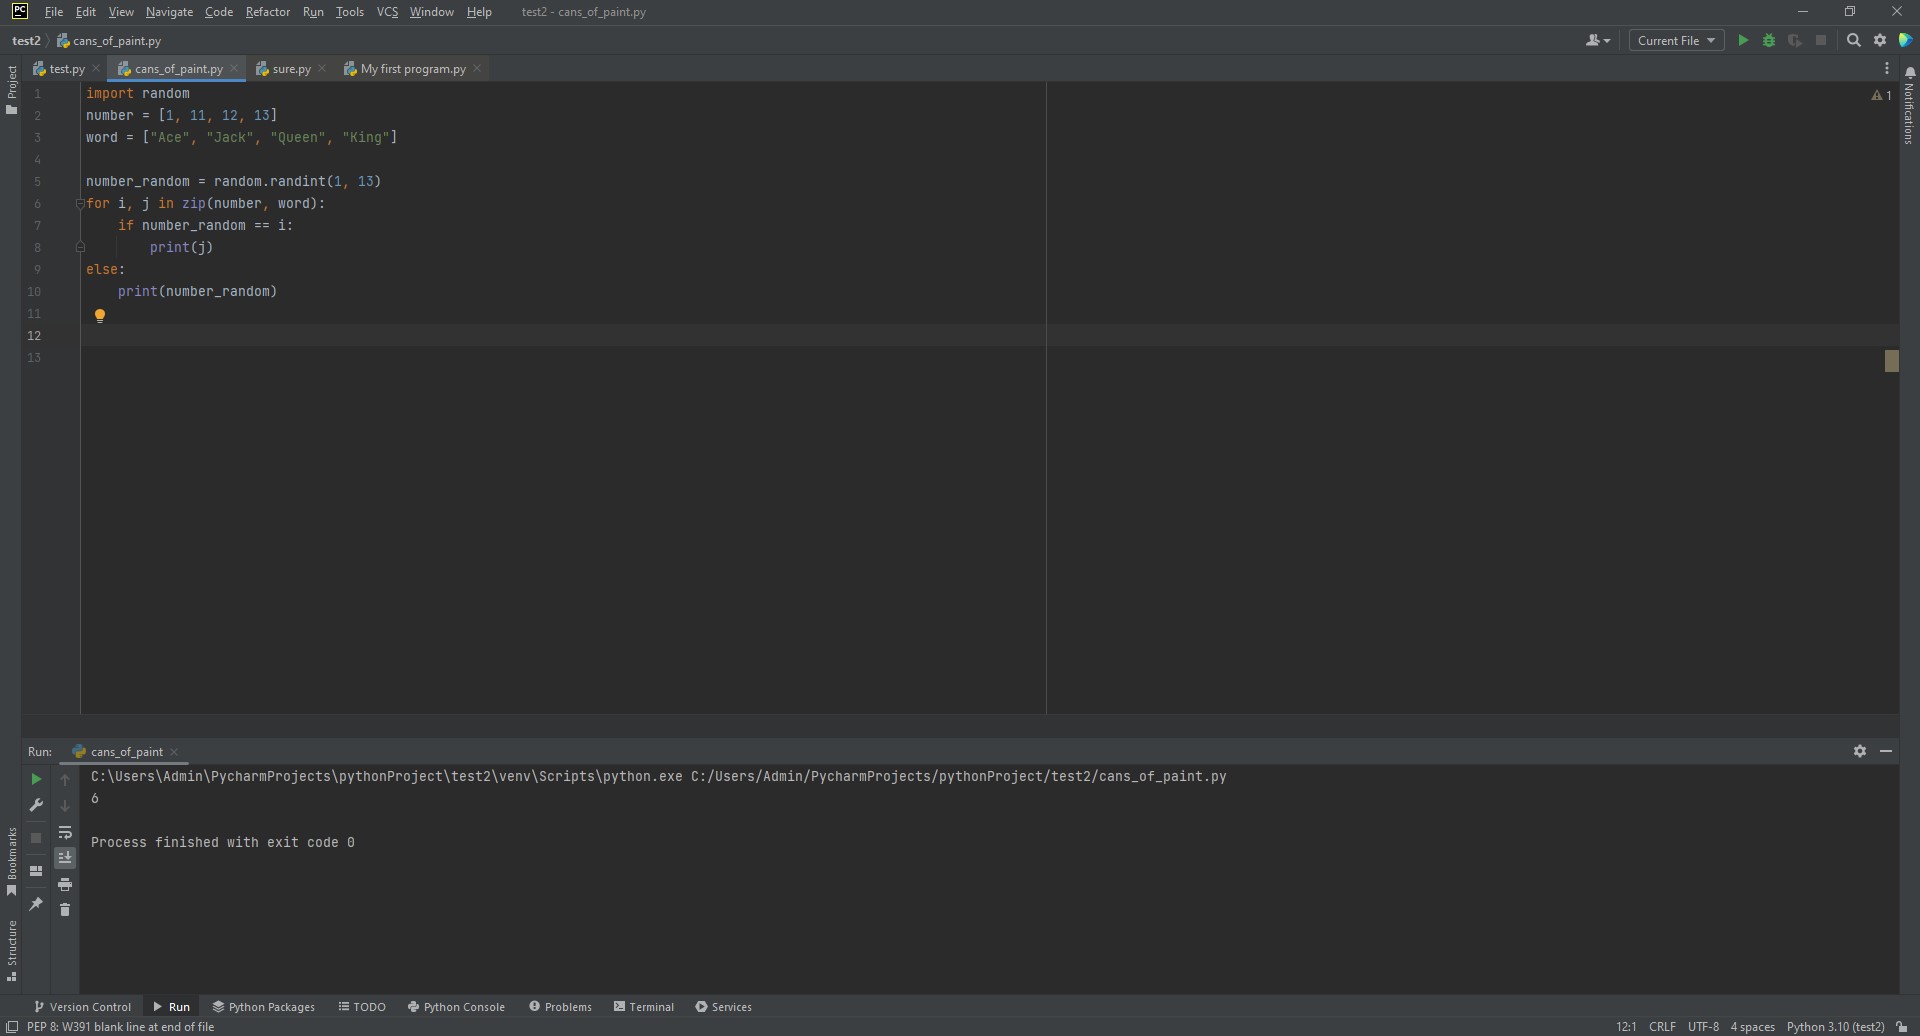 PC File Edit View Navigate Code Refactor Run Tools VCS Window Help test2 - cans_of_paint.py
test2 cans_of_paint.py Current File
test.py cans_of_paint.py sure.py My first program.py
Project
Notifications
1 import random
1
2 number = [1, 11, 12, 13]
3 word = ["Ace", "Jack", "Queen", "King"]
4
5 number_random = random.randint(1, 13)
6 for i, j in zip(number, word):
7 if number_random == i:
8 print(j)
9 else:
10 print(number_random)
11
12
13
Run: cans_of_paint
C:\Users\Admin\PycharmProjects\pythonProject\test2\venv\Scripts\python.exe C:/Users/Admin/PycharmProjects/pythonProject/test2/cans_of_paint.py
6
Process finished with exit code 0
Bookmarks
Structure
Version Control Run Python Packages TODO Python Console Problems Terminal Services
PEP 8: W391 blank line at end of file 12:1 CRLF UTF-8 4 spaces Python 3.10 (test2)